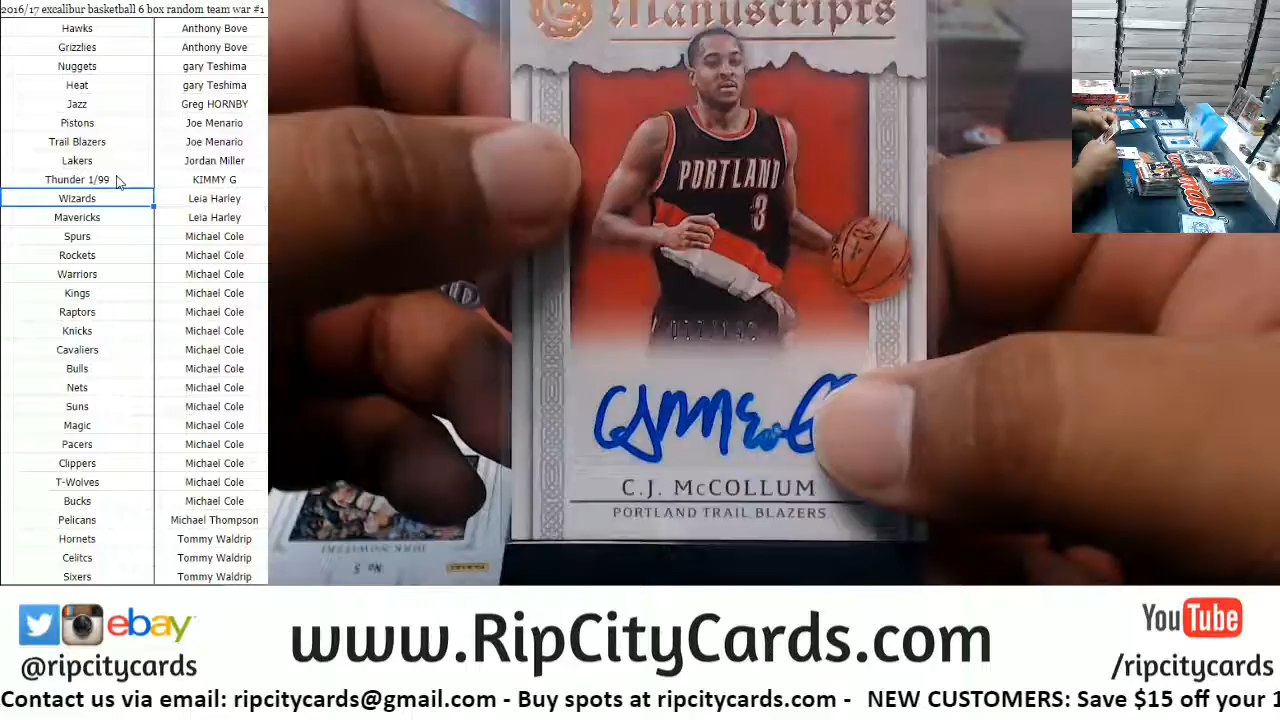 2016/17 excalibur basketball 6 box random team war #1
Hawks Anthony Bove
Grizzlies Anthony Bove
Nuggets gary Teshima
Heat gary Teshima
Jazz Greg HORNBY
Pistons Joe Menario
Trail Blazers Joe Menario
Lakers Jordan Miller
Thunder 1/99 KIMMY G
Wizards Leia Harley
Mavericks Leia Harley
Spurs Michael Cole
Rockets Michael Cole
Warriors Michael Cole
Kings Michael Cole
Raptors Michael Cole
Knicks Michael Cole
Cavaliers Michael Cole
Bulls Michael Cole
Nets Michael Cole
Suns Michael Cole
Magic Michael Cole
Pacers Michael Cole
Clippers Michael Cole
T-Wolves Michael Cole
Bucks Michael Cole
Pelicans Michael Thompson
Hornets Tommy Waldrip
Celitcs Tommy Waldrip
Sixers Tommy Waldrip
Manuscripts
PORTLAND
3
C.J. McCOLLUM
PORTLAND TRAIL BLAZERS
No 5
ebay
@ripcitycards
www.RipCityCards.com
YouTube
/ripcitycards
Contact us via email: ripcitycards@gmail.com - Buy spots at ripcitycards.com - NEW CUSTOMERS: Save $15 off your 1